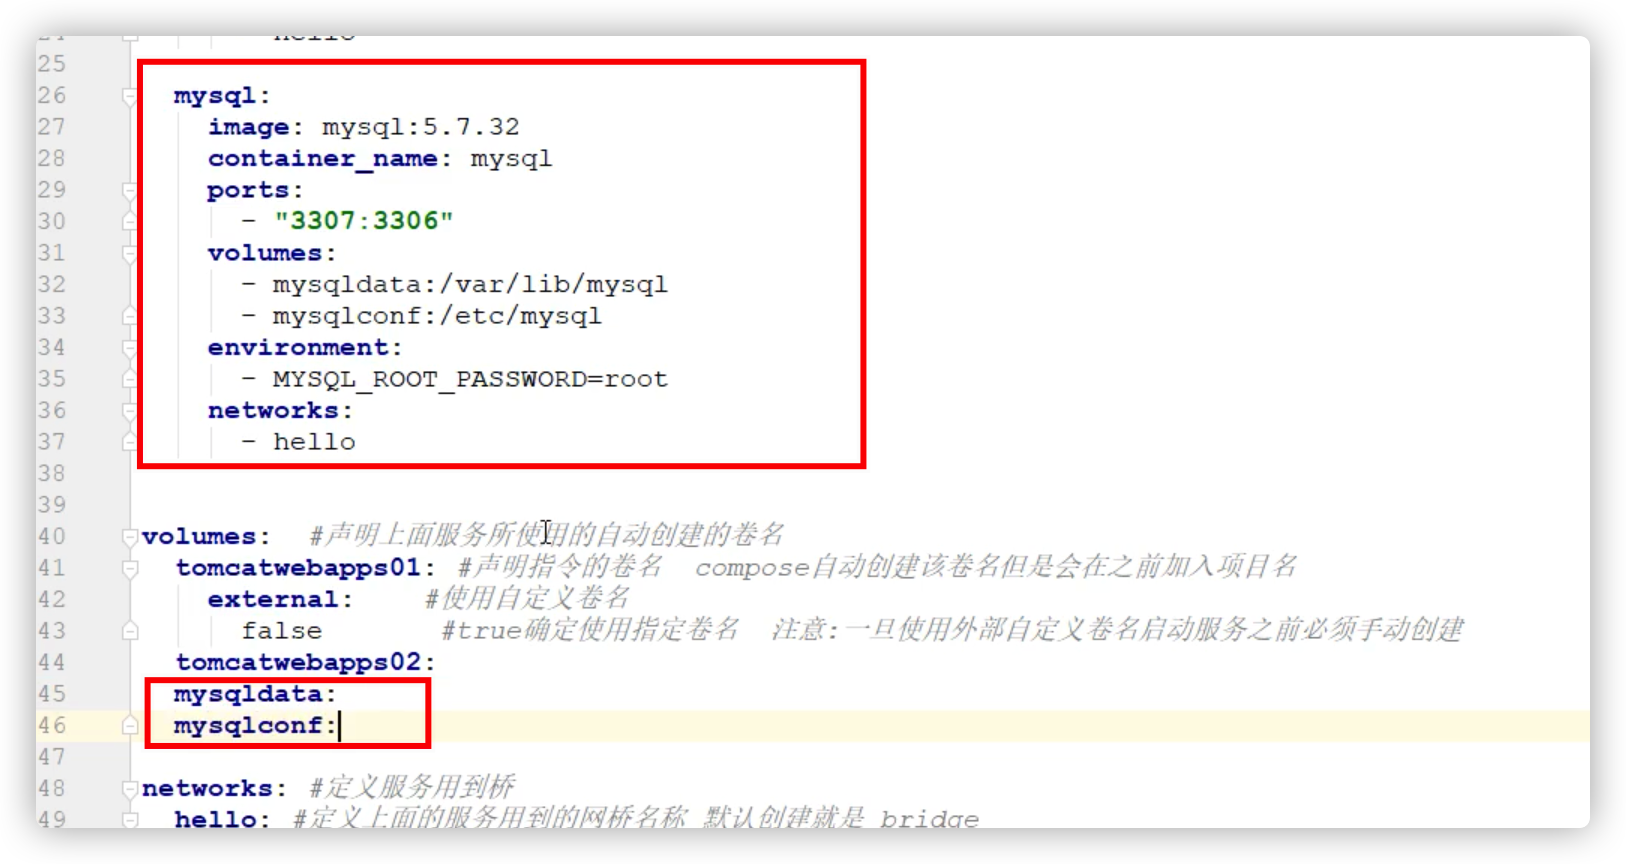 25
26 mysql:
27 image: mysql:5.7.32
28 container_name: mysql
29 ports:
30 - "3307:3306"
31 volumes:
32 - mysqldata:/var/lib/mysql
33 - mysqlconf:/etc/mysql
34 environment:
35 - MYSQL_ROOT_PASSWORD=root
36 networks:
37 - hello
38
39
40 volumes: #声明上面服务所使用的自动创建的卷名
41 tomcatwebapps01: #声明指令的卷名 compose自动创建该卷名但是会在之前加入项目名
42 external: #使用自定义卷名
43 false #true确定使用指定卷名 注意:一旦使用外部自定义卷名启动服务之前必须手动创建
44 tomcatwebapps02:
45 mysqldata:
46 mysqlconf:
47
48 networks: #定义服务用到桥
49 hello: #定义上面的服务用到的网桥名称 默认创建就是 bridge